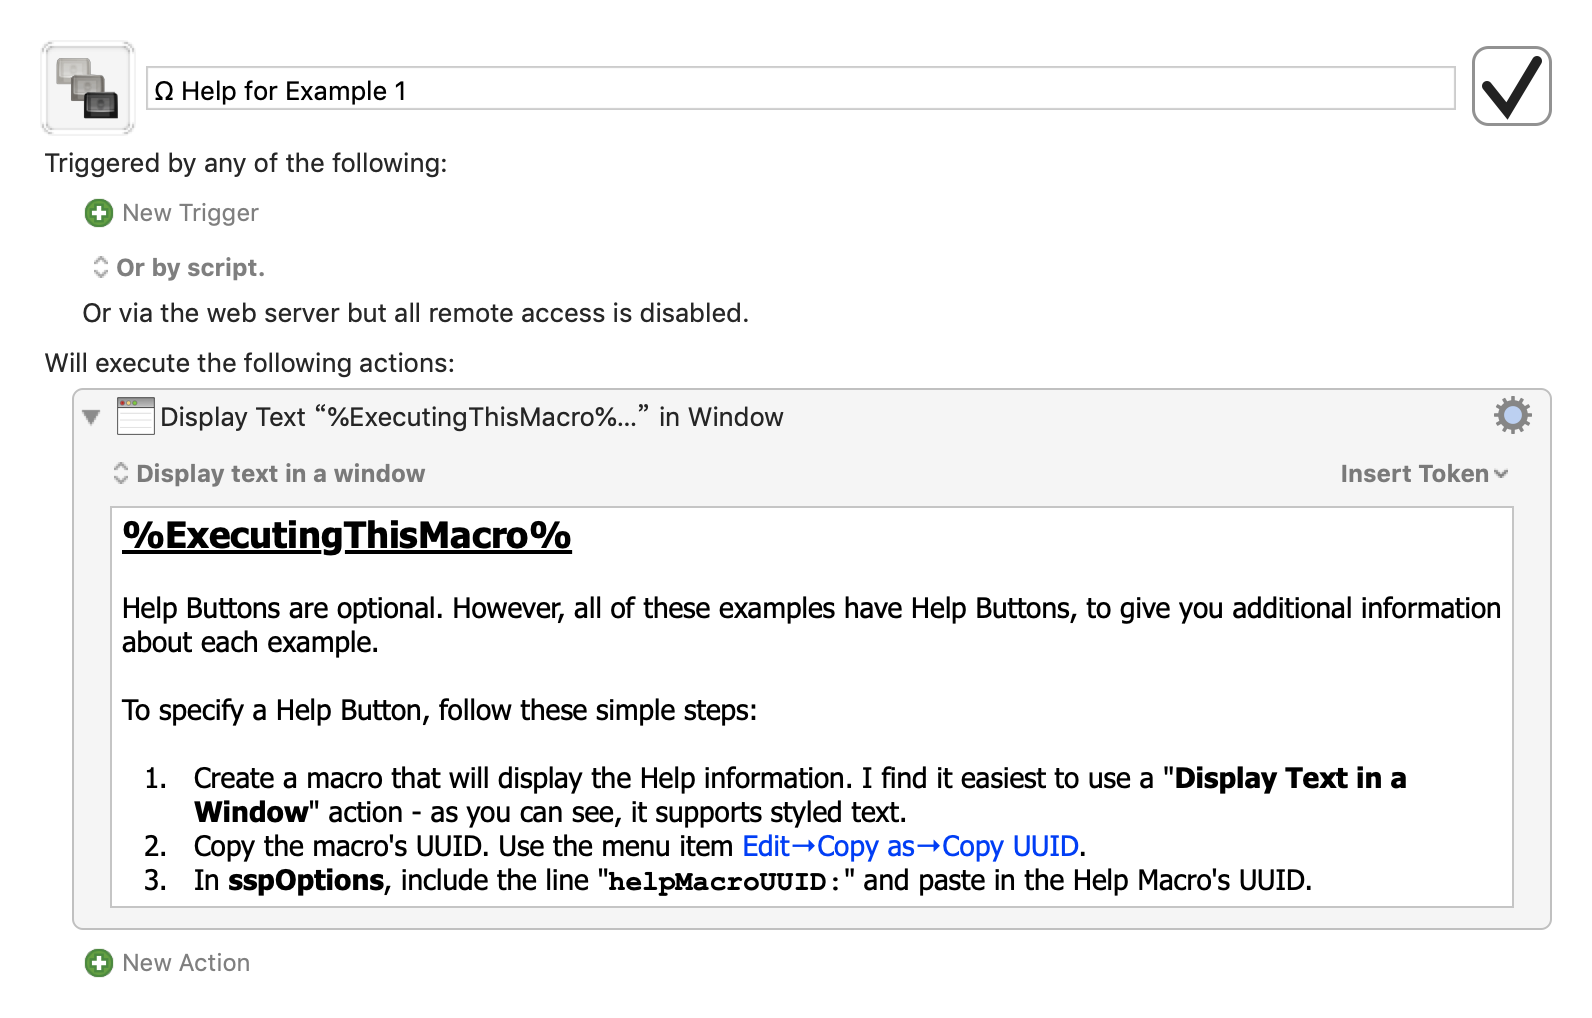 Ω Help for Example 1
Triggered by any of the following:
New Trigger
Or by script.
Or via the web server but all remote access is disabled.
Will execute the following actions:
Display Text “%ExecutingThisMacro%...” in Window
Display text in a window
Insert Token
%ExecutingThisMacro%
Help Buttons are optional. However, all of these examples have Help Buttons, to give you additional information
about each example.
To specify a Help Button, follow these simple steps:
1. Create a macro that will display the Help information. I find it easiest to use a "Display Text in a
Window" action - as you can see, it supports styled text.
2. Copy the macro's UUID. Use the menu item Edit→Copy as→Copy UUID.
3. In sspOptions, include the line "helpMacroUUID:" and paste in the Help Macro's UUID.
New Action